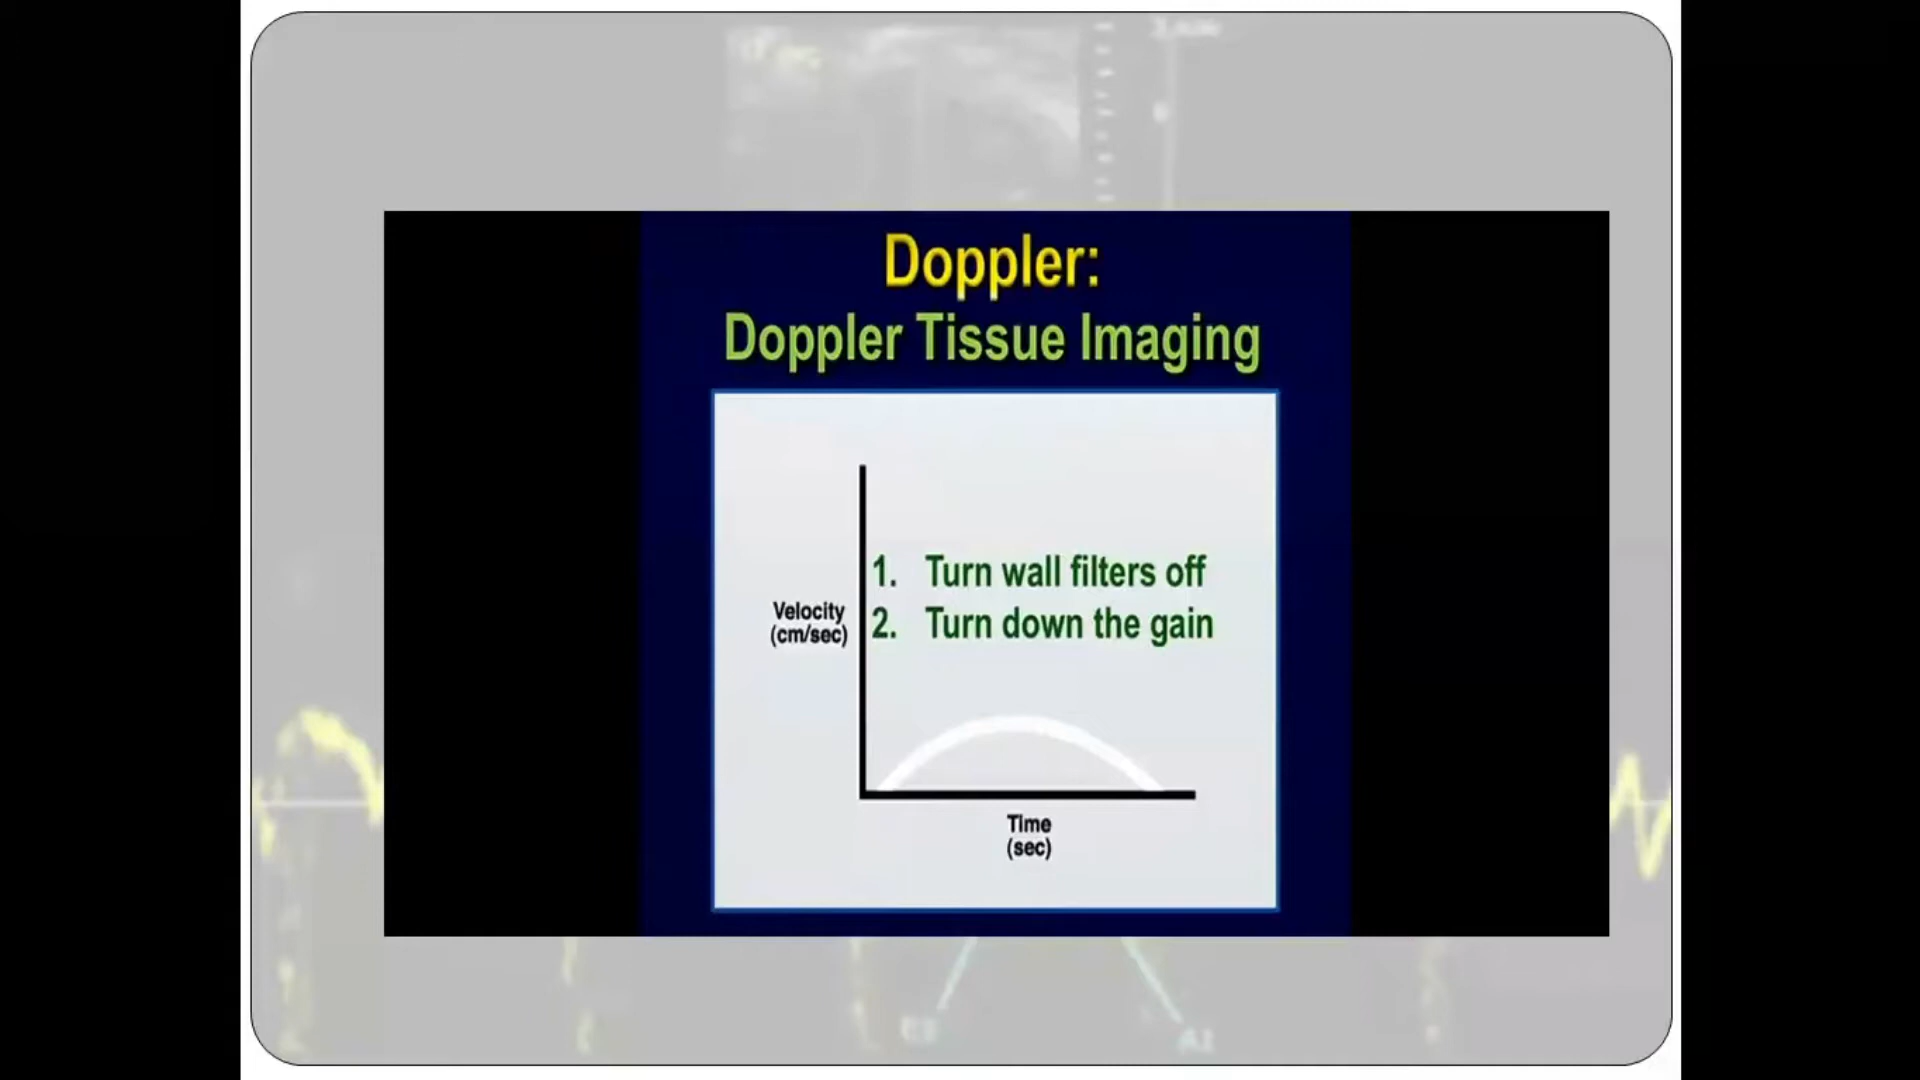 Doppler:
Doppler Tissue Imaging
1. Turn wall filters off
2. Turn down the gain
Velocity
(cm/sec)
Time
(sec)